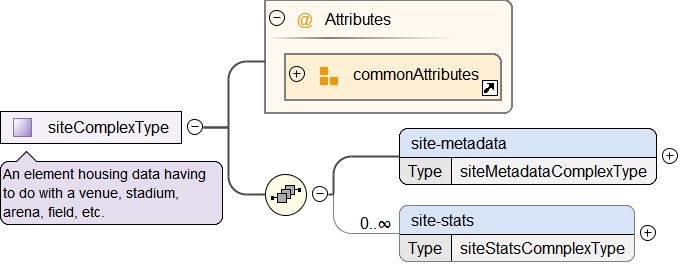 @ Attributes
commonAttributes
siteComplexType
An element housing data having
to do with a venue, stadium,
arena, field, etc.
site-metadata
Type siteMetadataComplexType
0..∞
site-stats
Type siteStatsComnplexType